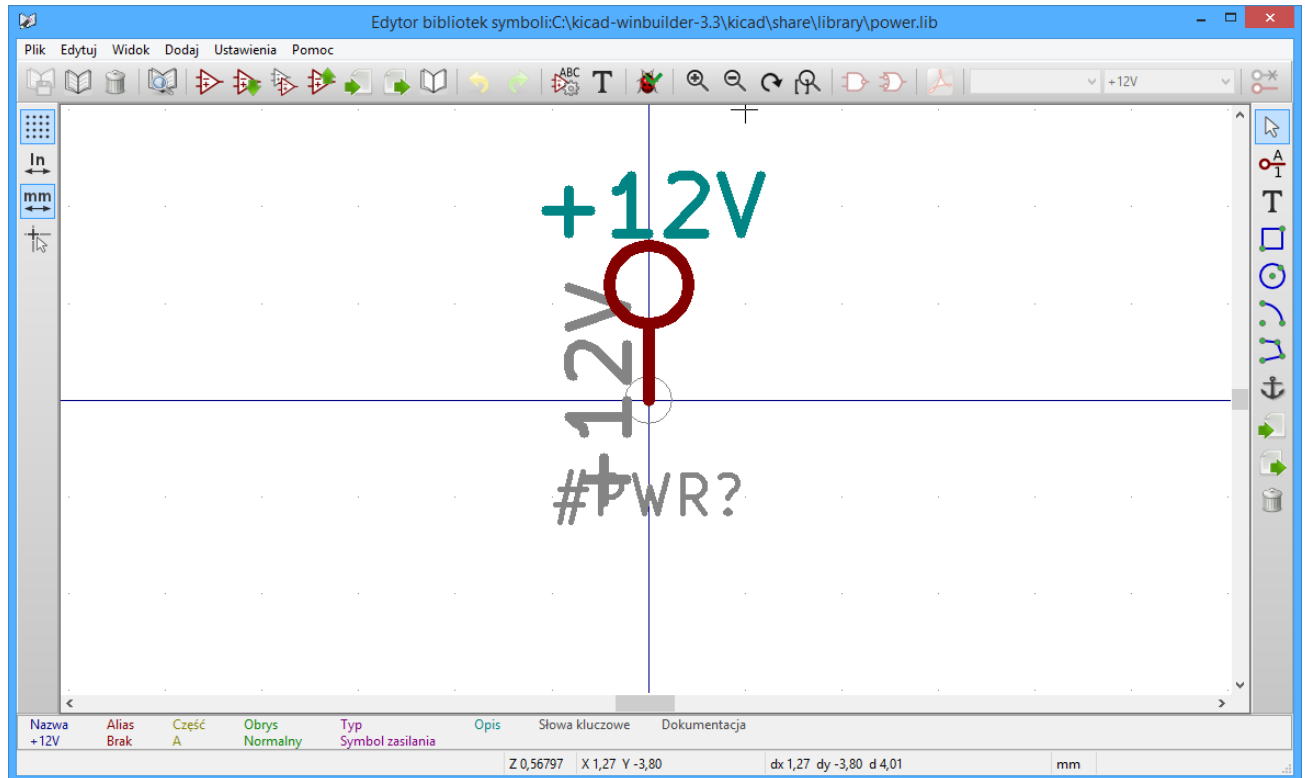 Edytor bibliotek symboli:C:\kicad-winbuilder-3.3\kicad\share\library\power.lib
Plik Edytuj Widok Dodaj Ustawienia Pomoc
ABC T +12V
In
mm
A
1
T
+12V
+12V
#PWR?
Nazwa Alias Część Obrys Typ Opis Słowa kluczowe Dokumentacja
+12V Brak A Normalny Symbol zasilania
Z 0,56797 X 1,27 Y -3,80 dx 1,27 dy -3,80 d 4,01 mm